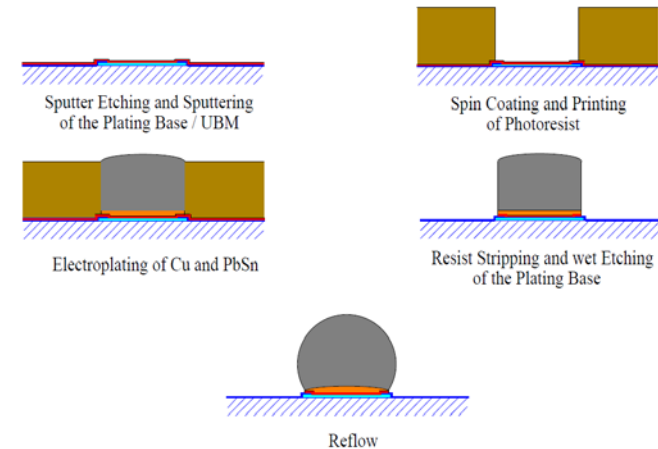 Sputter Etching and Sputtering
of the Plating Base / UBM
Spin Coating and Printing
of Photoresist
Electroplating of Cu and PbSn
Resist Stripping and wet Etching
of the Plating Base
Reflow